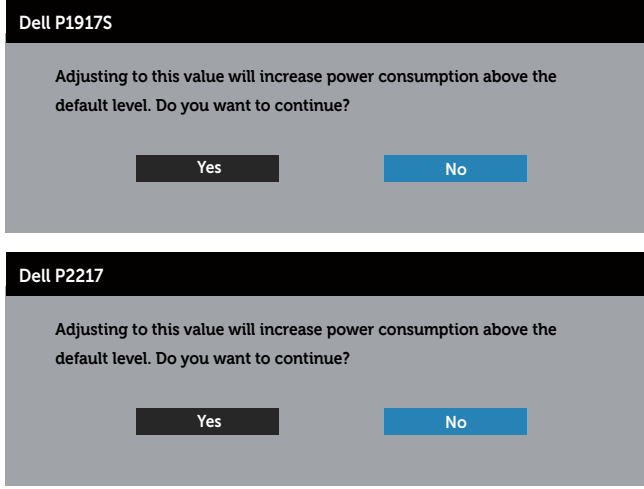 Dell P1917S
Adjusting to this value will increase power consumption above the
default level. Do you want to continue?
Yes No
Dell P2217
Adjusting to this value will increase power consumption above the
default level. Do you want to continue?
Yes No